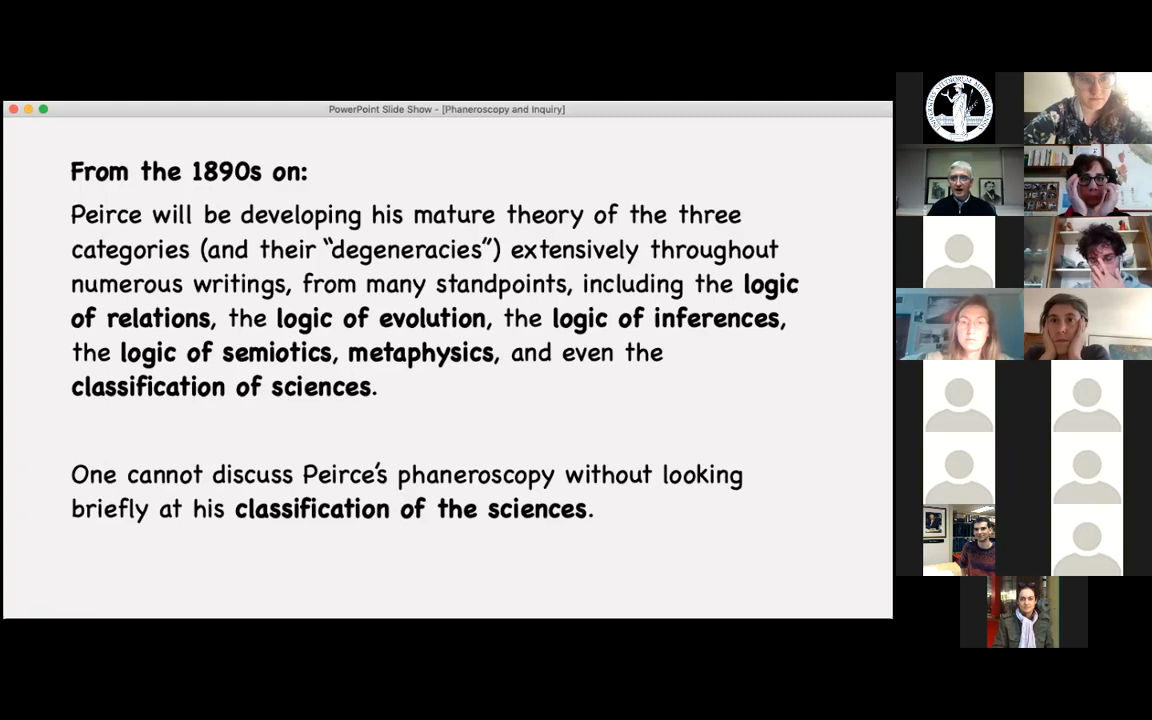 PowerPoint Slide Show - [Phaneroscopy and Inquiry]
From the 1890s on:
Peirce will be developing his mature theory of the three
categories (and their “degeneracies”) extensively throughout
numerous writings, from many standpoints, including the logic
of relations, the logic of evolution, the logic of inferences,
the logic of semiotics, metaphysics, and even the
classification of sciences.
One cannot discuss Peirce’s phaneroscopy without looking
briefly at his classification of the sciences.